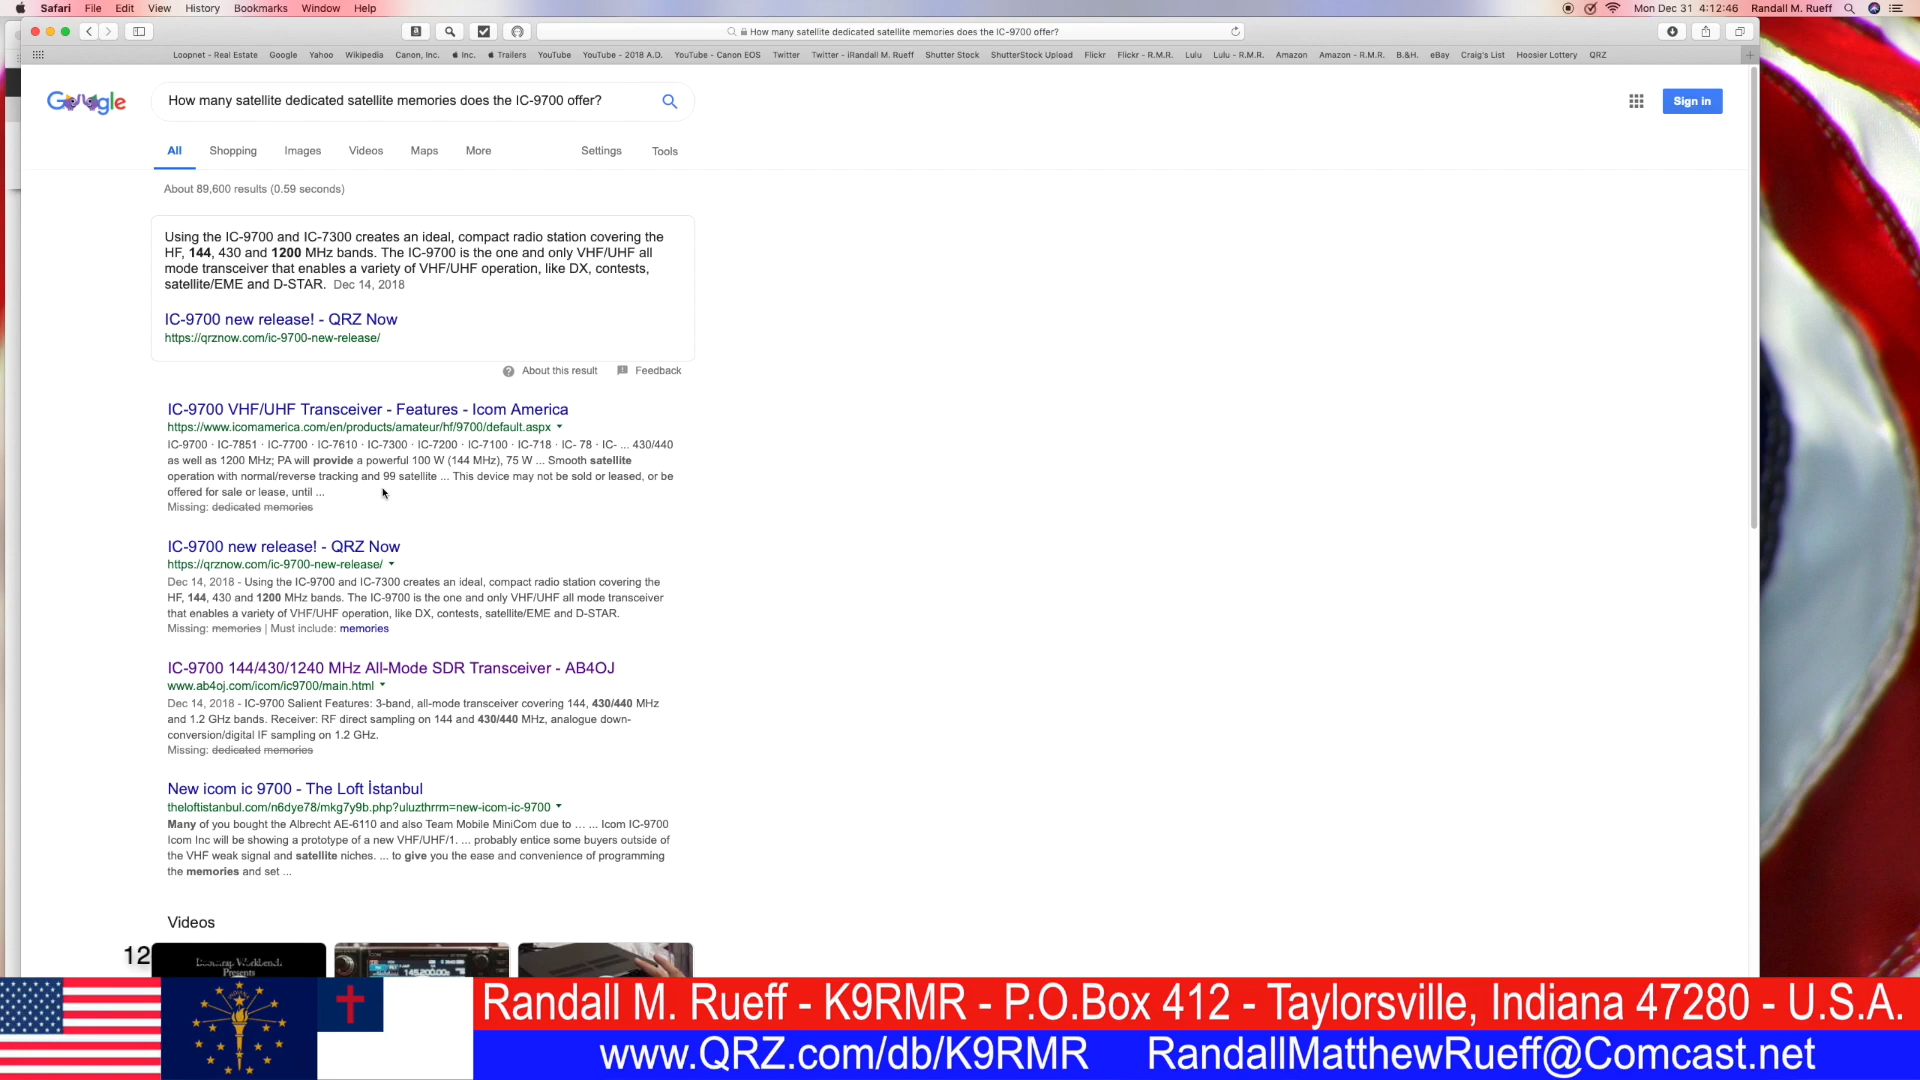 Safari File Edit View History Bookmarks Window Help Mon Dec 31 4:12:46 Randall M. Rueff
How many satellite dedicated satellite memories does the IC-9700 offer?
Loopnet - Real Estate Google Yahoo Wikipedia Canon, Inc. Inc. Trailers YouTube YouTube - 2018 A.D. YouTube - Canon EOS Twitter Twitter - iRandall M. Rueff Shutter Stock ShutterStock Upload Flickr Flickr - R.M.R. Lulu Lulu - R.M.R. Amazon Amazon - R.M.R. B.&H. eBay Craig's List Hoosier Lottery QRZ
Google How many satellite dedicated satellite memories does the IC-9700 offer? Sign in
All Shopping Images Videos Maps More Settings Tools
About 89,600 results (0.59 seconds)
Using the IC-9700 and IC-7300 creates an ideal, compact radio station covering the
HF, 144, 430 and 1200 MHz bands. The IC-9700 is the one and only VHF/UHF all
mode transceiver that enables a variety of VHF/UHF operation, like DX, contests,
satellite/EME and D-STAR. Dec 14, 2018
IC-9700 new release! - QRZ Now
https://qrznow.com/ic-9700-new-release/
About this result Feedback
IC-9700 VHF/UHF Transceiver - Features - Icom America
https://www.icomamerica.com/en/products/amateur/hf/9700/default.aspx
IC-9700 · IC-7851 · IC-7700 · IC-7610 · IC-7300 · IC-7200 · IC-7100 · IC-718 · IC- 78 · IC- ... 430/440
as well as 1200 MHz; PA will provide a powerful 100 W (144 MHz), 75 W ... Smooth satellite
operation with normal/reverse tracking and 99 satellite ... This device may not be sold or leased, or be
offered for sale or lease, until ...
Missing: dedicated memories
IC-9700 new release! - QRZ Now
https://qrznow.com/ic-9700-new-release/
Dec 14, 2018 - Using the IC-9700 and IC-7300 creates an ideal, compact radio station covering the
HF, 144, 430 and 1200 MHz bands. The IC-9700 is the one and only VHF/UHF all mode transceiver
that enables a variety of VHF/UHF operation, like DX, contests, satellite/EME and D-STAR.
Missing: memories | Must include: memories
IC-9700 144/430/1240 MHz All-Mode SDR Transceiver - AB4OJ
www.ab4oj.com/icom/ic9700/main.html
Dec 14, 2018 - IC-9700 Salient Features: 3-band, all-mode transceiver covering 144, 430/440 MHz
and 1.2 GHz bands. Receiver: RF direct sampling on 144 and 430/440 MHz, analogue down-
conversion/digital IF sampling on 1.2 GHz.
Missing: dedicated memories
New icom ic 9700 - The Loft İstanbul
theloftistanbul.com/n6dye78/mkg7y9b.php?uluzthrrm=new-icom-ic-9700
Many of you bought the Albrecht AE-6110 and also Team Mobile MiniCom due to ... ... Icom IC-9700
Icom Inc will be showing a prototype of a new VHF/UHF/1. ... probably entice some buyers outside of
the VHF weak signal and satellite niches. ... to give you the ease and convenience of programming
the memories and set ...
Videos
12
Workbench
Presents
145.200.00
INDIANA
Randall M. Rueff - K9RMR - P.O.Box 412 - Taylorsville, Indiana 47280 - U.S.A.
www.QRZ.com/db/K9RMR RandallMatthewRueff@Comcast.net